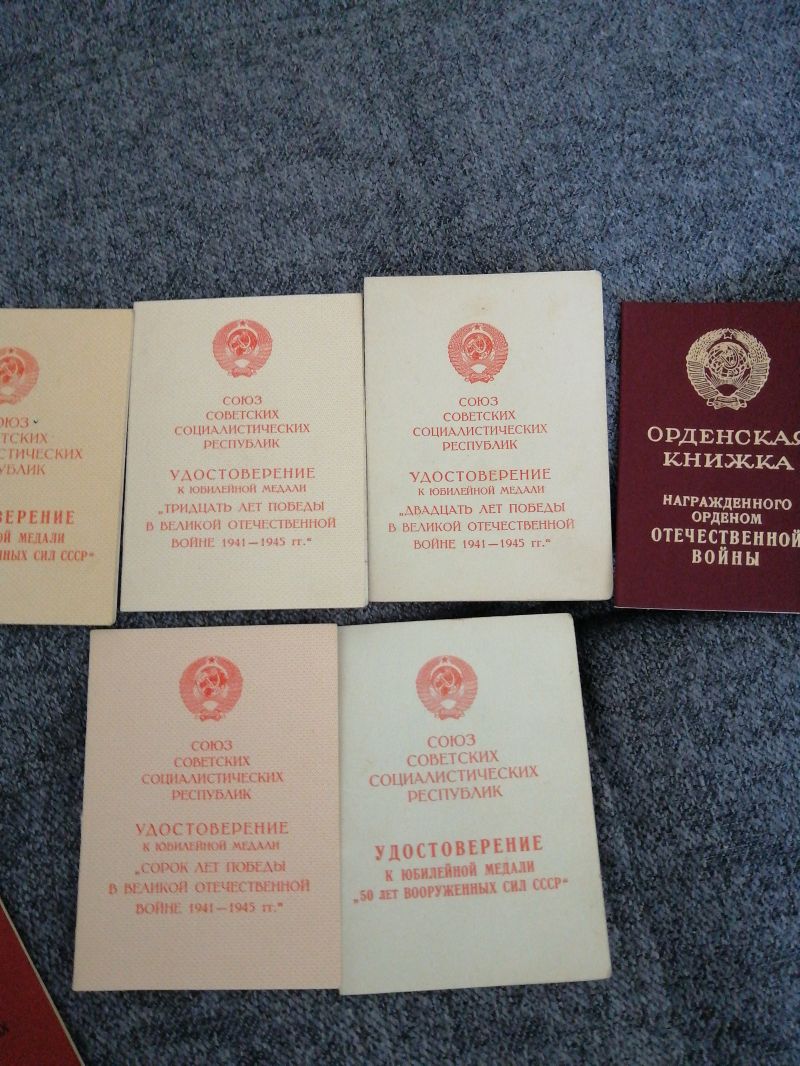 СОЮЗ
СОВЕТСКИХ
СОЦИАЛИСТИЧЕСКИХ
РЕСПУБЛИК
УДОСТОВЕРЕНИЕ
К ЮБИЛЕЙНОЙ МЕДАЛИ
„ТРИДЦАТЬ ЛЕТ ПОБЕДЫ
В ВЕЛИКОЙ ОТЕЧЕСТВЕННОЙ
ВОЙНЕ 1941—1945 гг.“
СОЮЗ
СОВЕТСКИХ
СОЦИАЛИСТИЧЕСКИХ
РЕСПУБЛИК
УДОСТОВЕРЕНИЕ
К ЮБИЛЕЙНОЙ МЕДАЛИ
„ДВАДЦАТЬ ЛЕТ ПОБЕДЫ
В ВЕЛИКОЙ ОТЕЧЕСТВЕННОЙ
ВОЙНЕ 1941—1945 гг.“
ОРДЕНСКАЯ
КНИЖКА
НАГРАЖДЕННОГО
ОРДЕНОМ
ОТЕЧЕСТВЕННОЙ
ВОЙНЫ
МЕДАЛИ
СИЛ СССР“
СОЮЗ
СОВЕТСКИХ
СОЦИАЛИСТИЧЕСКИХ
РЕСПУБЛИК
УДОСТОВЕРЕНИЕ
К ЮБИЛЕЙНОЙ МЕДАЛИ
„СОРОК ЛЕТ ПОБЕДЫ
В ВЕЛИКОЙ ОТЕЧЕСТВЕННОЙ
ВОЙНЕ 1941—1945 гг.“
СОЮЗ
СОВЕТСКИХ
СОЦИАЛИСТИЧЕСКИХ
РЕСПУБЛИК
УДОСТОВЕРЕНИЕ
К ЮБИЛЕЙНОЙ МЕДАЛИ
„50 ЛЕТ ВООРУЖЕННЫХ СИЛ СССР“